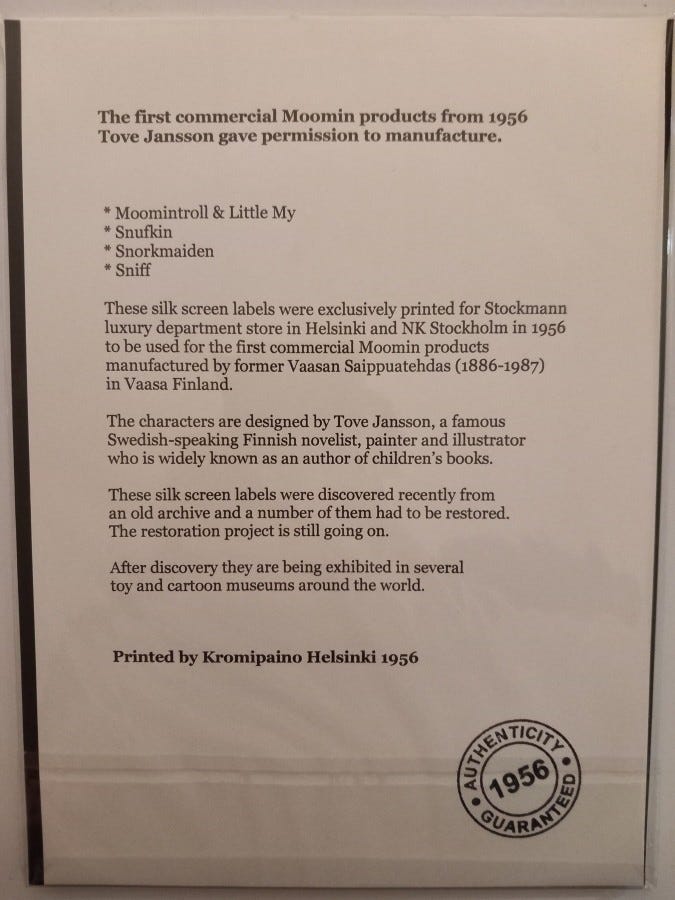 The first commercial Moomin products from 1956
Tove Jansson gave permission to manufacture.
* Moomintroll & Little My
* Snufkin
* Snorkmaiden
* Sniff
These silk screen labels were exclusively printed for Stockmann
luxury department store in Helsinki and NK Stockholm in 1956
to be used for the first commercial Moomin products
manufactured by former Vaasan Saippuatehdas (1886-1987)
in Vaasa Finland.
The characters are designed by Tove Jansson, a famous
Swedish-speaking Finnish novelist, painter and illustrator
who is widely known as an author of children's books.
These silk screen labels were discovered recently from
an old archive and a number of them had to be restored.
The restoration project is still going on.
After discovery they are being exhibited in several
toy and cartoon museums around the world.
Printed by Kromipaino Helsinki 1956
AUTHENTICITY
1956
GUARANTEED